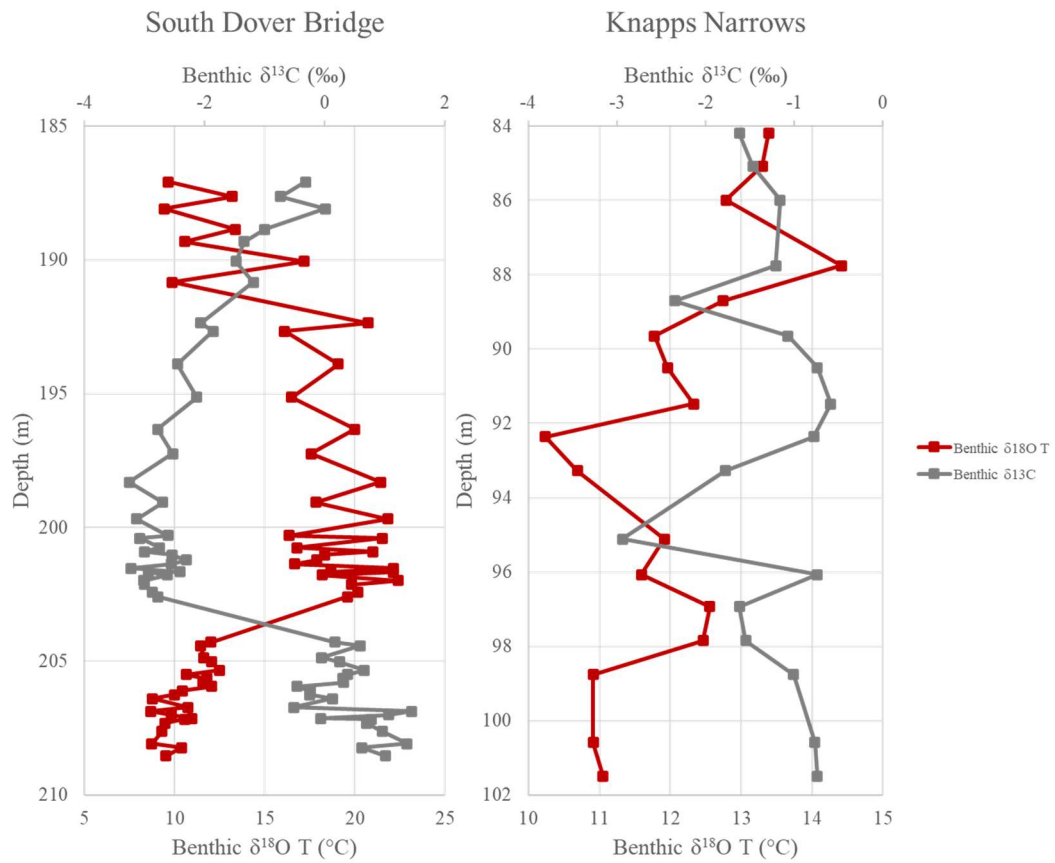 South Dover Bridge
Benthic δ¹³C (‰)
-4 -2 0 2
185
190
195
200
205
210
Depth (m)
5 10 15 20 25
Benthic δ¹⁸O T (°C)
Knapps Narrows
Benthic δ¹³C (‰)
-4 -3 -2 -1 0
84
86
88
90
92
94
96
98
100
102
Depth (m)
10 11 12 13 14 15
Benthic δ¹⁸O T (°C)
Benthic δ18O T
Benthic δ13C